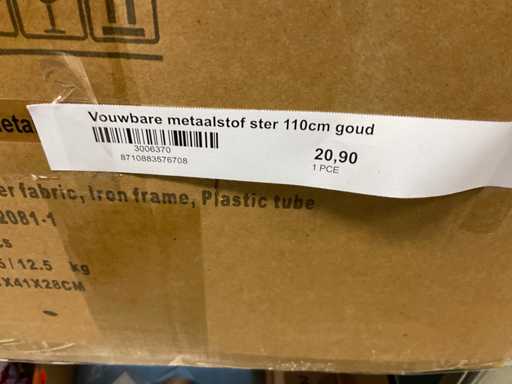 Vouwbare metaalstof ster 110cm goud
3006370
8710883576708
20,90
1 PCE
fabric, Iron frame, Plastic tube
2081-1
12.5 kg
X41X28CM